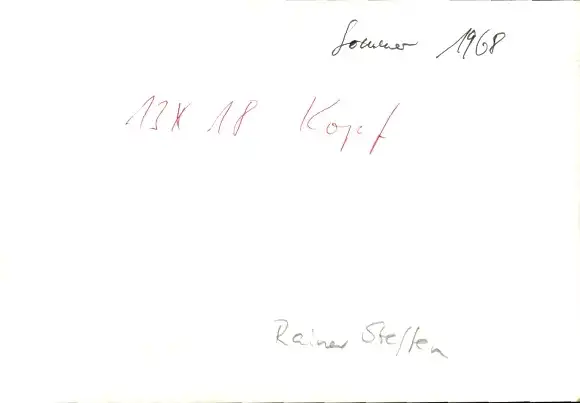 Sommer 1968
13x18 Kopf
Rainer Steffen